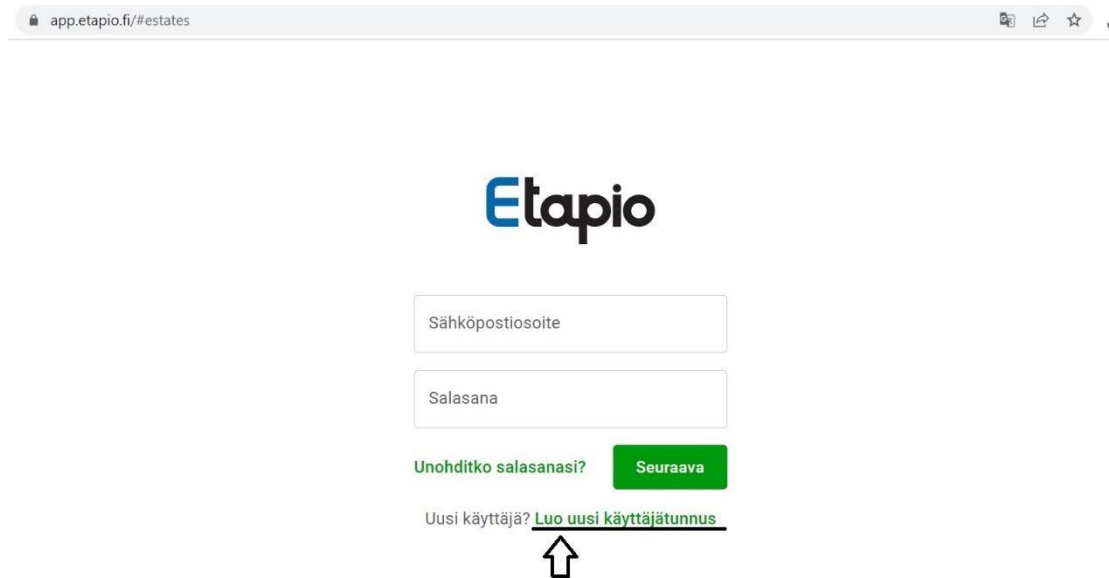 app.etapio.fi/#estates
Etapio
Sähköpostiosoite
Salasana
Unohditko salasanasi? Seuraava
Uusi käyttäjä? Luo uusi käyttäjätunnus